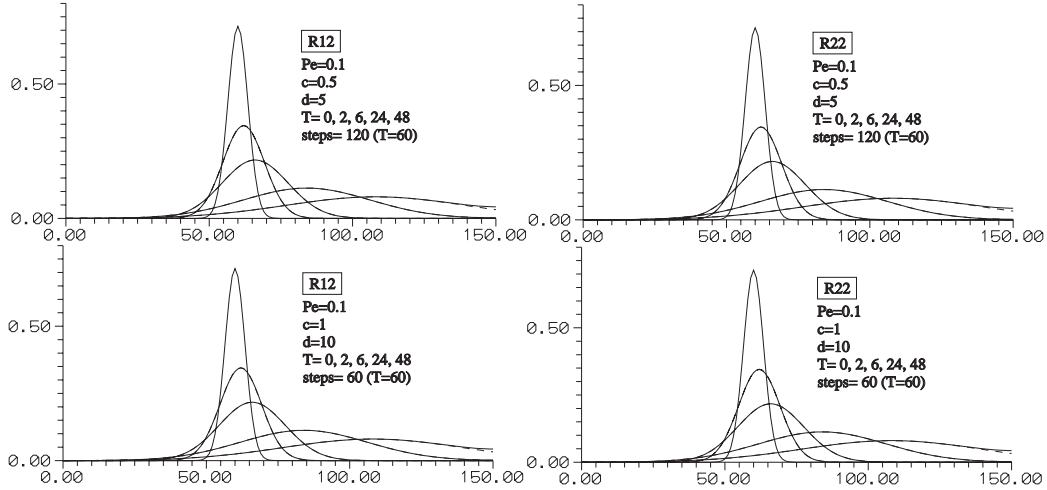 R12
Pe=0.1
c=0.5
d=5
T= 0, 2, 6, 24, 48
steps= 120 (T=60)
0.50
0.00
0.00 50.00 100.00 150.00
R22
Pe=0.1
c=0.5
d=5
T= 0, 2, 6, 24, 48
steps= 120 (T=60)
0.50
0.00
0.00 50.00 100.00 150.00
R12
Pe=0.1
c=1
d=10
T= 0, 2, 6, 24, 48
steps= 60 (T=60)
0.50
0.00
0.00 50.00 100.00 150.00
R22
Pe=0.1
c=1
d=10
T= 0, 2, 6, 24, 48
steps= 60 (T=60)
0.50
0.00
0.00 50.00 100.00 150.00